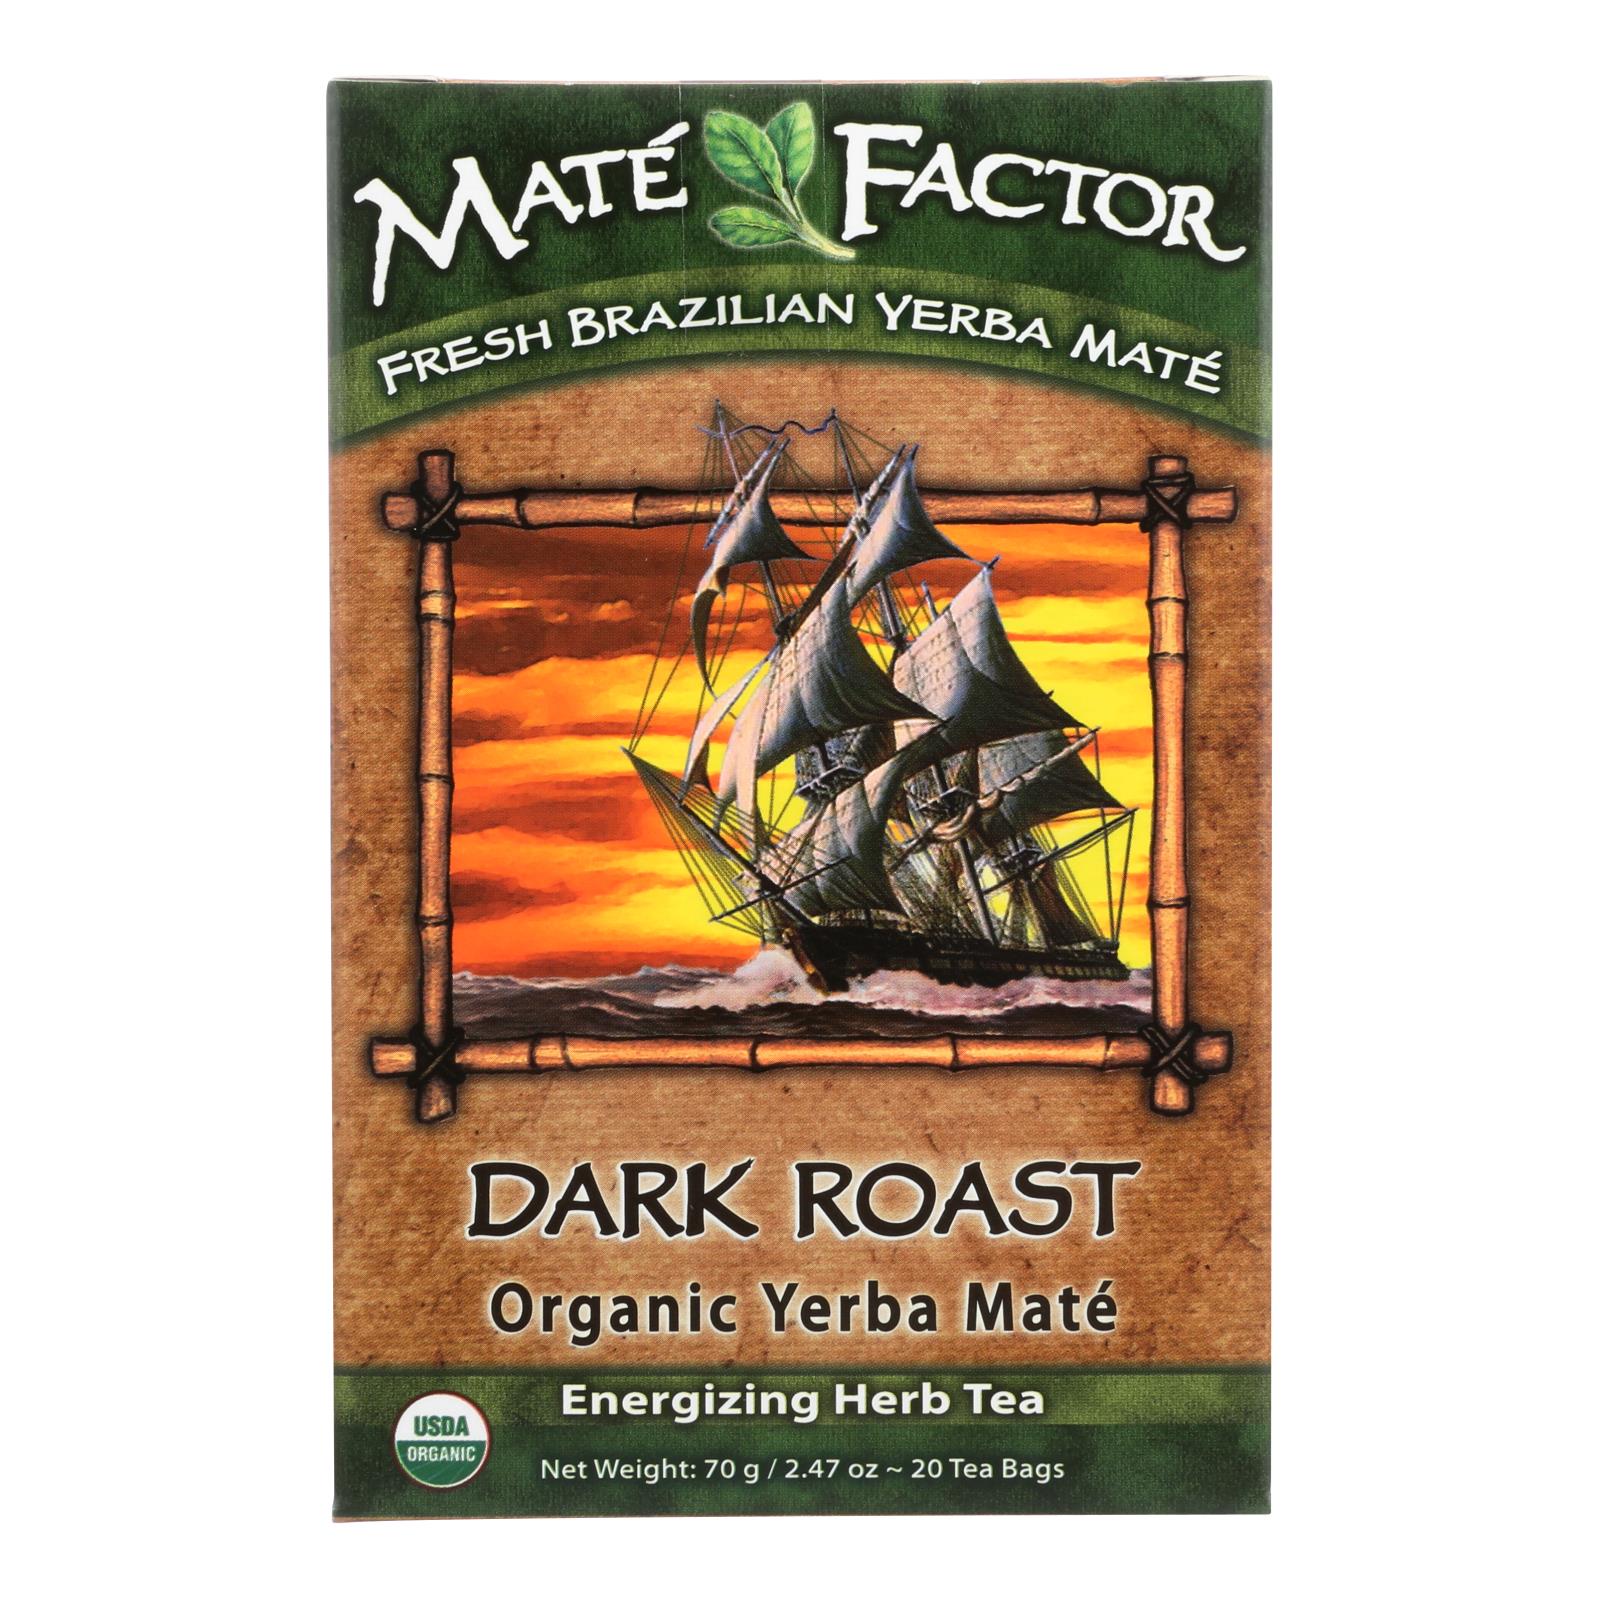 MATÉ FACTOR
FRESH BRAZILIAN YERBA MATÉ
DARK ROAST
Organic Yerba Maté
Energizing Herb Tea
USDA
ORGANIC
Net Weight: 70 g / 2.47 oz ~ 20 Tea Bags